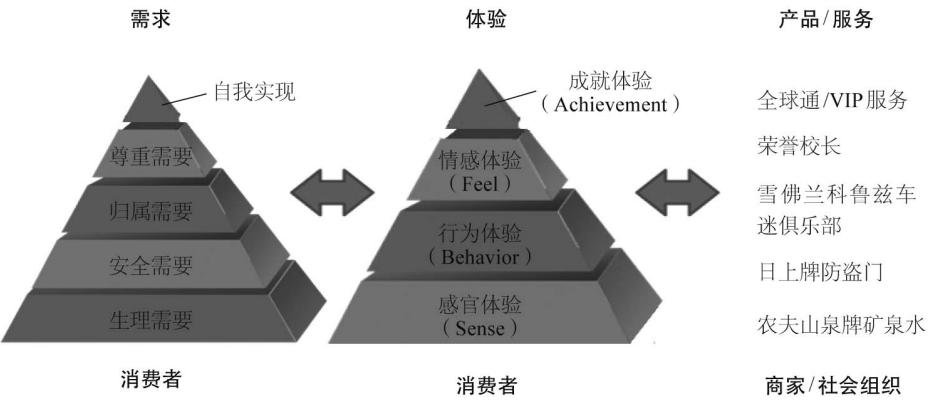 需求
体验
产品/服务
自我实现
尊重需要
归属需要
安全需要
生理需要
消费者
成就体验
（Achievement）
情感体验
（Feel）
行为体验
（Behavior）
感官体验
（Sense）
消费者
全球通/VIP服务
荣誉校长
雪佛兰科鲁兹车
迷俱乐部
日上牌防盗门
农夫山泉牌矿泉水
商家/社会组织